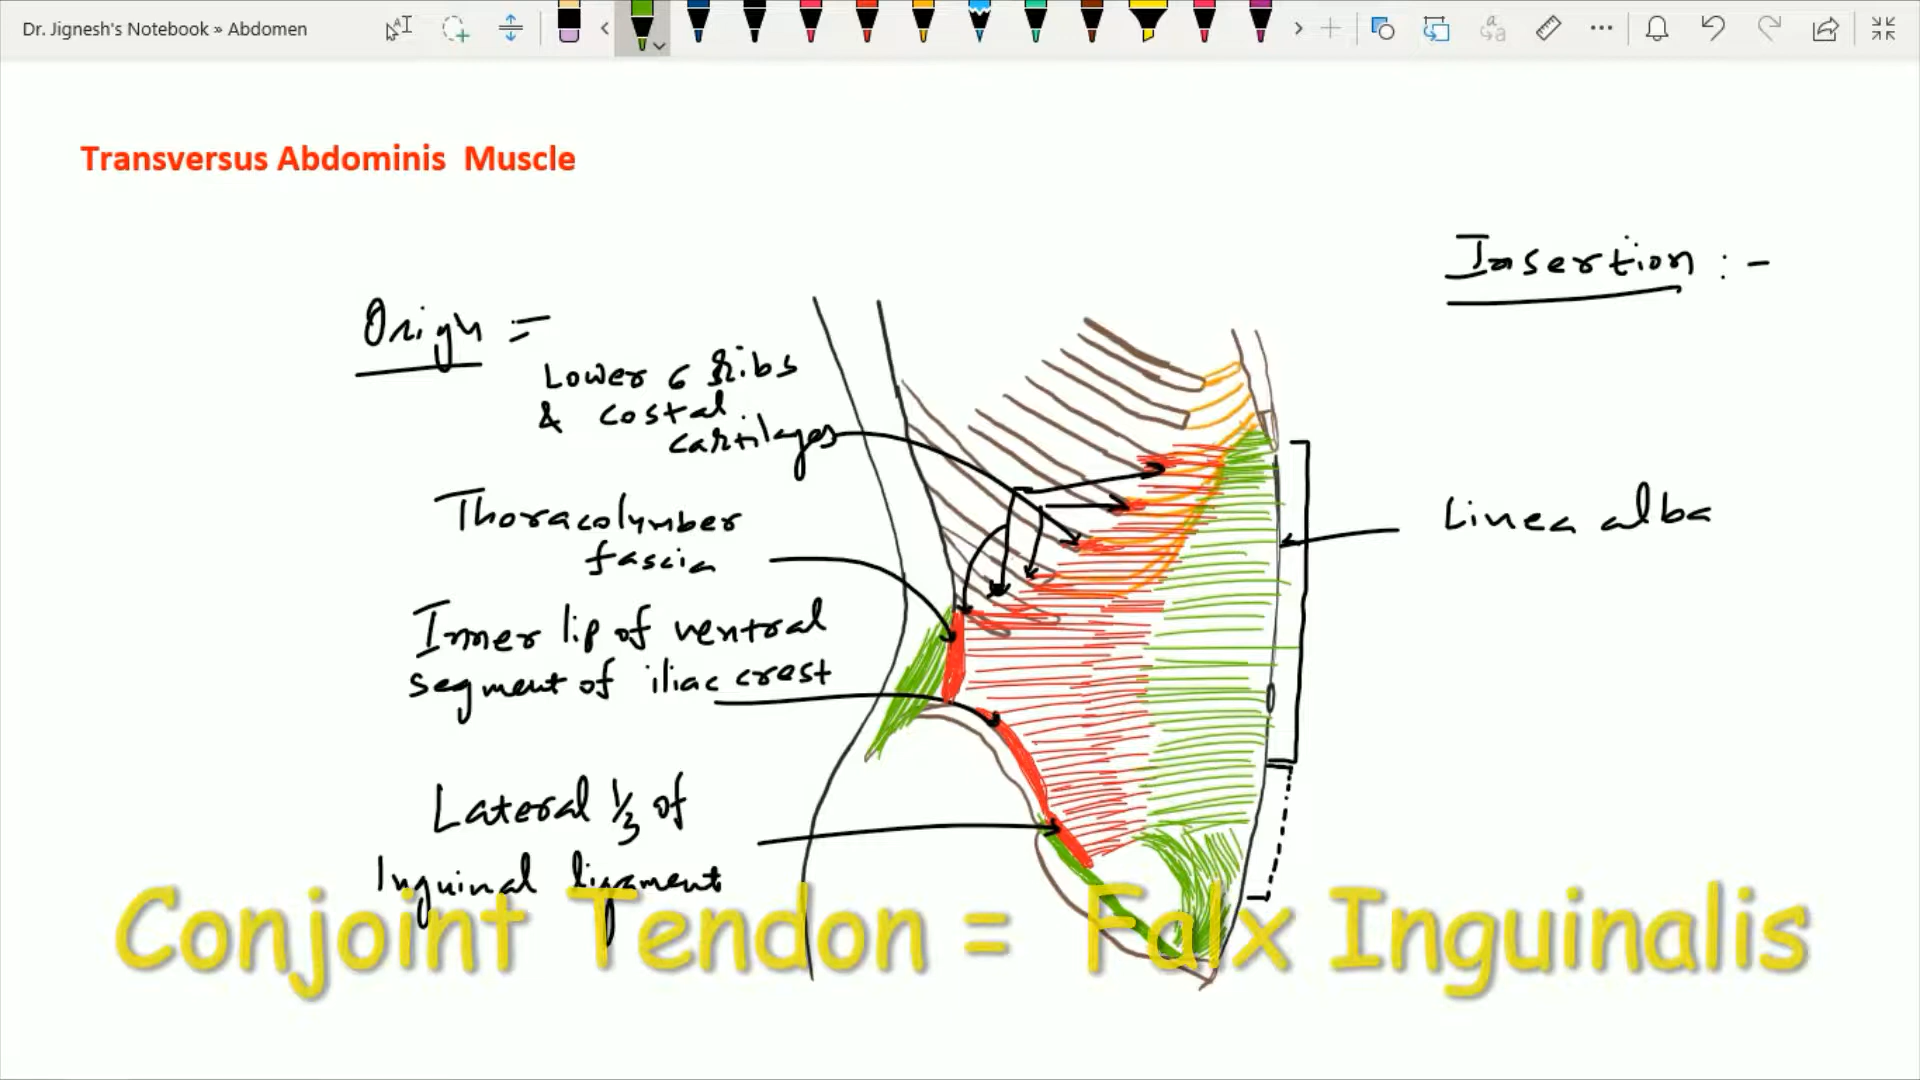 Dr. Jignesh's Notebook » Abdomen
Transversus Abdominis Muscle
Insertion : -
Origin =
Lower 6 Ribs
& costal
cartilages
Thoracolumber
fascia
Linea alba
Inner lip of ventral
segment of iliac crest
Lateral 1/3 of
Inguinal ligament
Conjoint Tendon = Falx Inguinalis